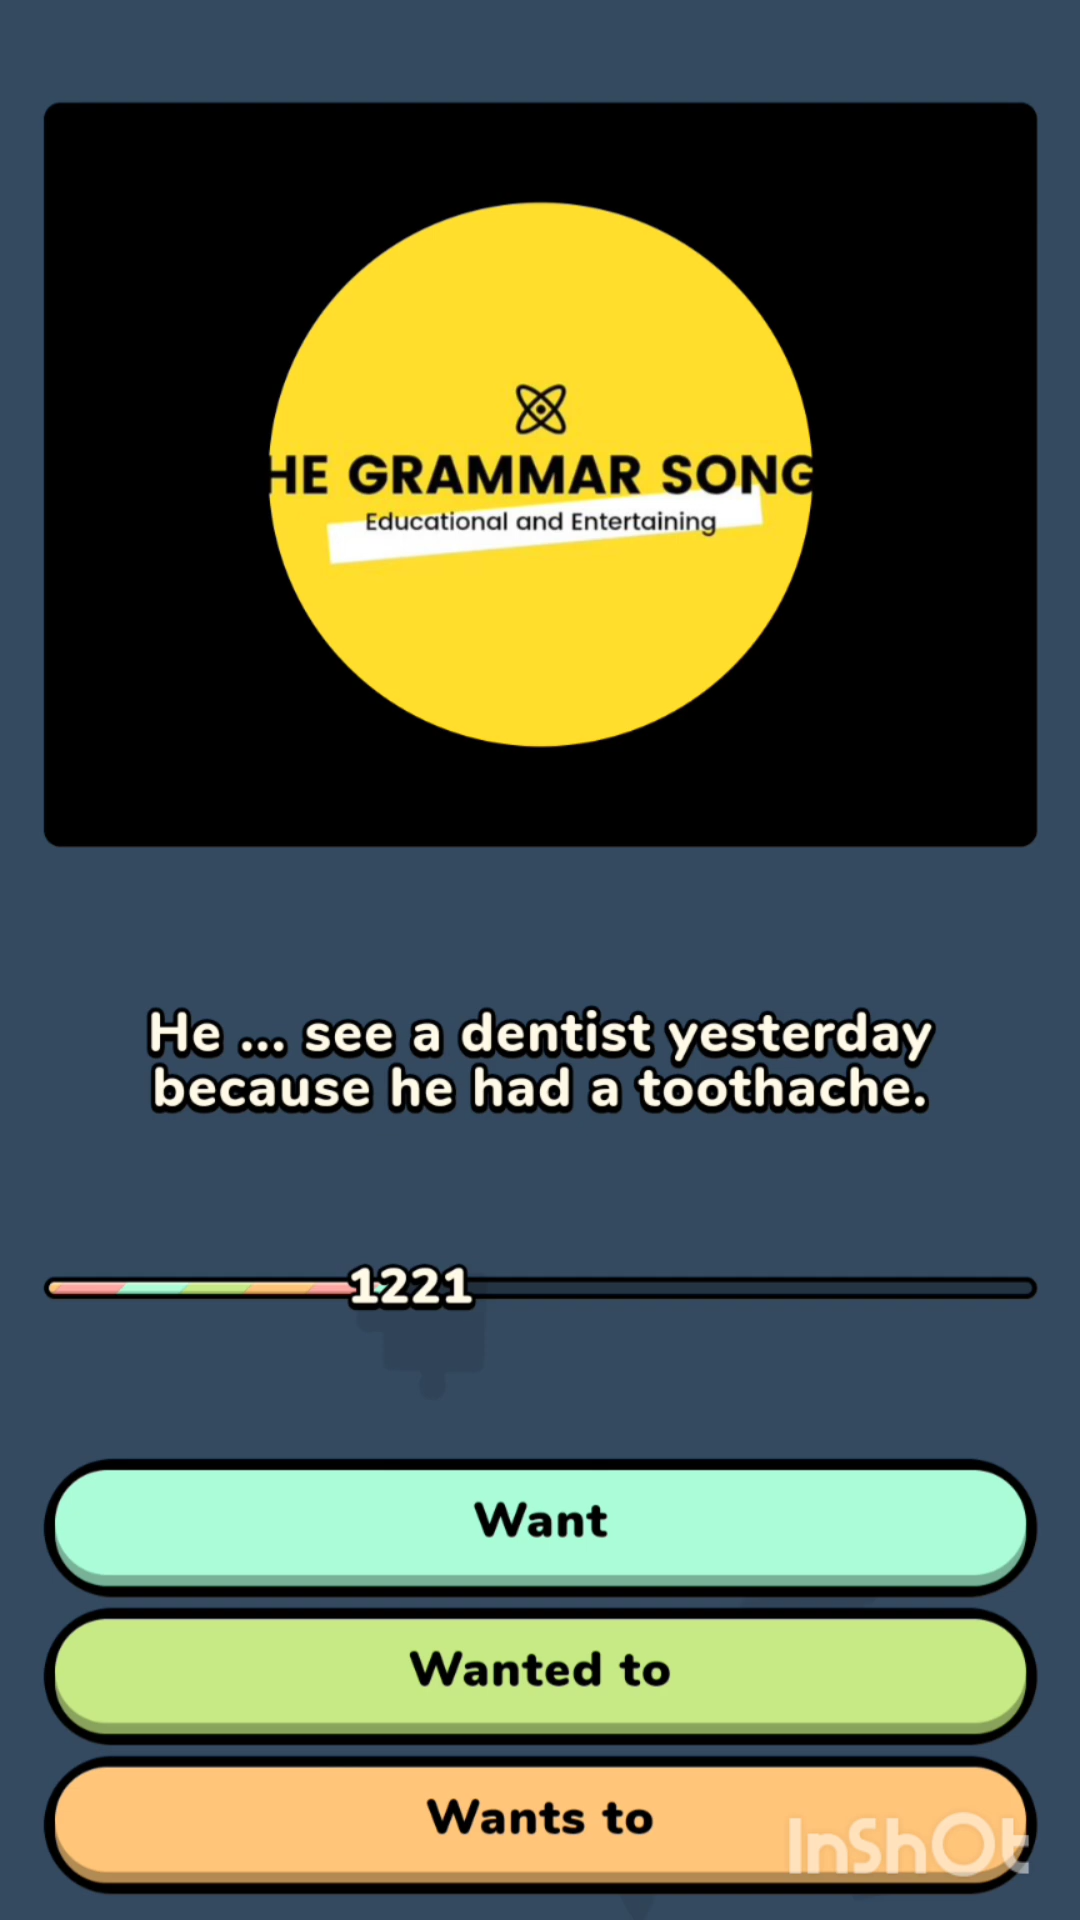 HE GRAMMAR SONG
Educational and Entertaining
He ... see a dentist yesterday
because he had a toothache.
1221
Want
Wanted to
Wants to
InShOt